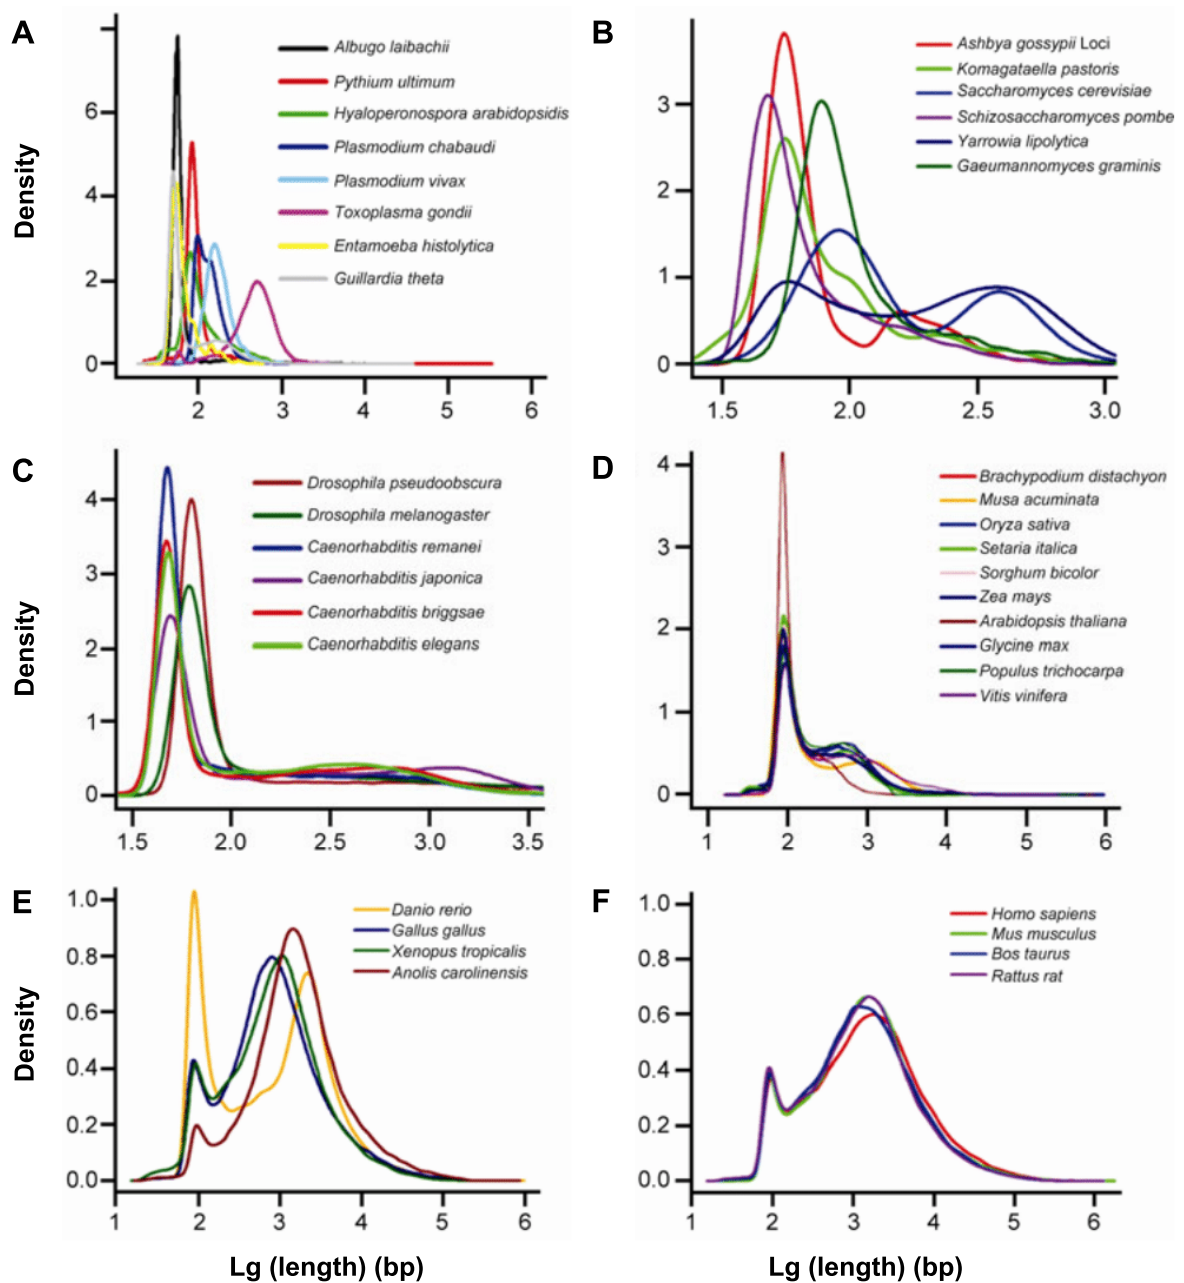 A
Density
6
4
2
0
2
3
4
5
6
Albugo laibachii
Pythium ultimum
Hyaloperonospora arabidopsidis
Plasmodium chabaudi
Plasmodium vivax
Toxoplasma gondii
Entamoeba histolytica
Guillardia theta
B
3
2
1
0
1.5
2.0
2.5
3.0
Ashbya gossypii Loci
Komagataella pastoris
Saccharomyces cerevisiae
Schizosaccharomyces pombe
Yarrowia lipolytica
Gaeumannomyces graminis
C
Density
4
3
2
1
0
1.5
2.0
2.5
3.0
3.5
Drosophila pseudoobscura
Drosophila melanogaster
Caenorhabditis remanei
Caenorhabditis japonica
Caenorhabditis briggsae
Caenorhabditis elegans
D
4
3
2
1
0
1
2
3
4
5
6
Brachypodium distachyon
Musa acuminata
Oryza sativa
Setaria italica
Sorghum bicolor
Zea mays
Arabidopsis thaliana
Glycine max
Populus trichocarpa
Vitis vinifera
E
Density
1.0
0.8
0.6
0.4
0.2
0.0
1
2
3
4
5
6
Danio rerio
Gallus gallus
Xenopus tropicalis
Anolis carolinensis
Lg (length) (bp)
F
1.0
0.8
0.6
0.4
0.2
0.0
1
2
3
4
5
6
Homo sapiens
Mus musculus
Bos taurus
Rattus rat
Lg (length) (bp)